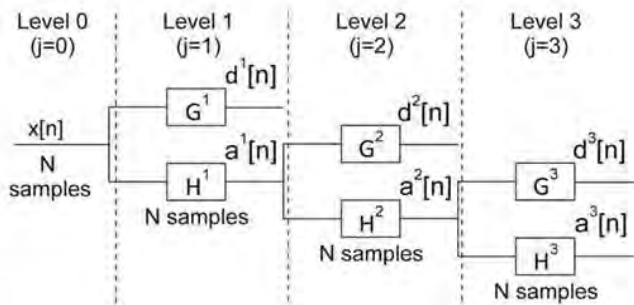 Level 0
(j=0)
Level 1
(j=1)
Level 2
(j=2)
Level 3
(j=3)
x[n]
N
samples
G¹
d¹[n]
H¹
a¹[n]
N samples
G²
d²[n]
H²
a²[n]
N samples
G³
d³[n]
H³
a³[n]
N samples